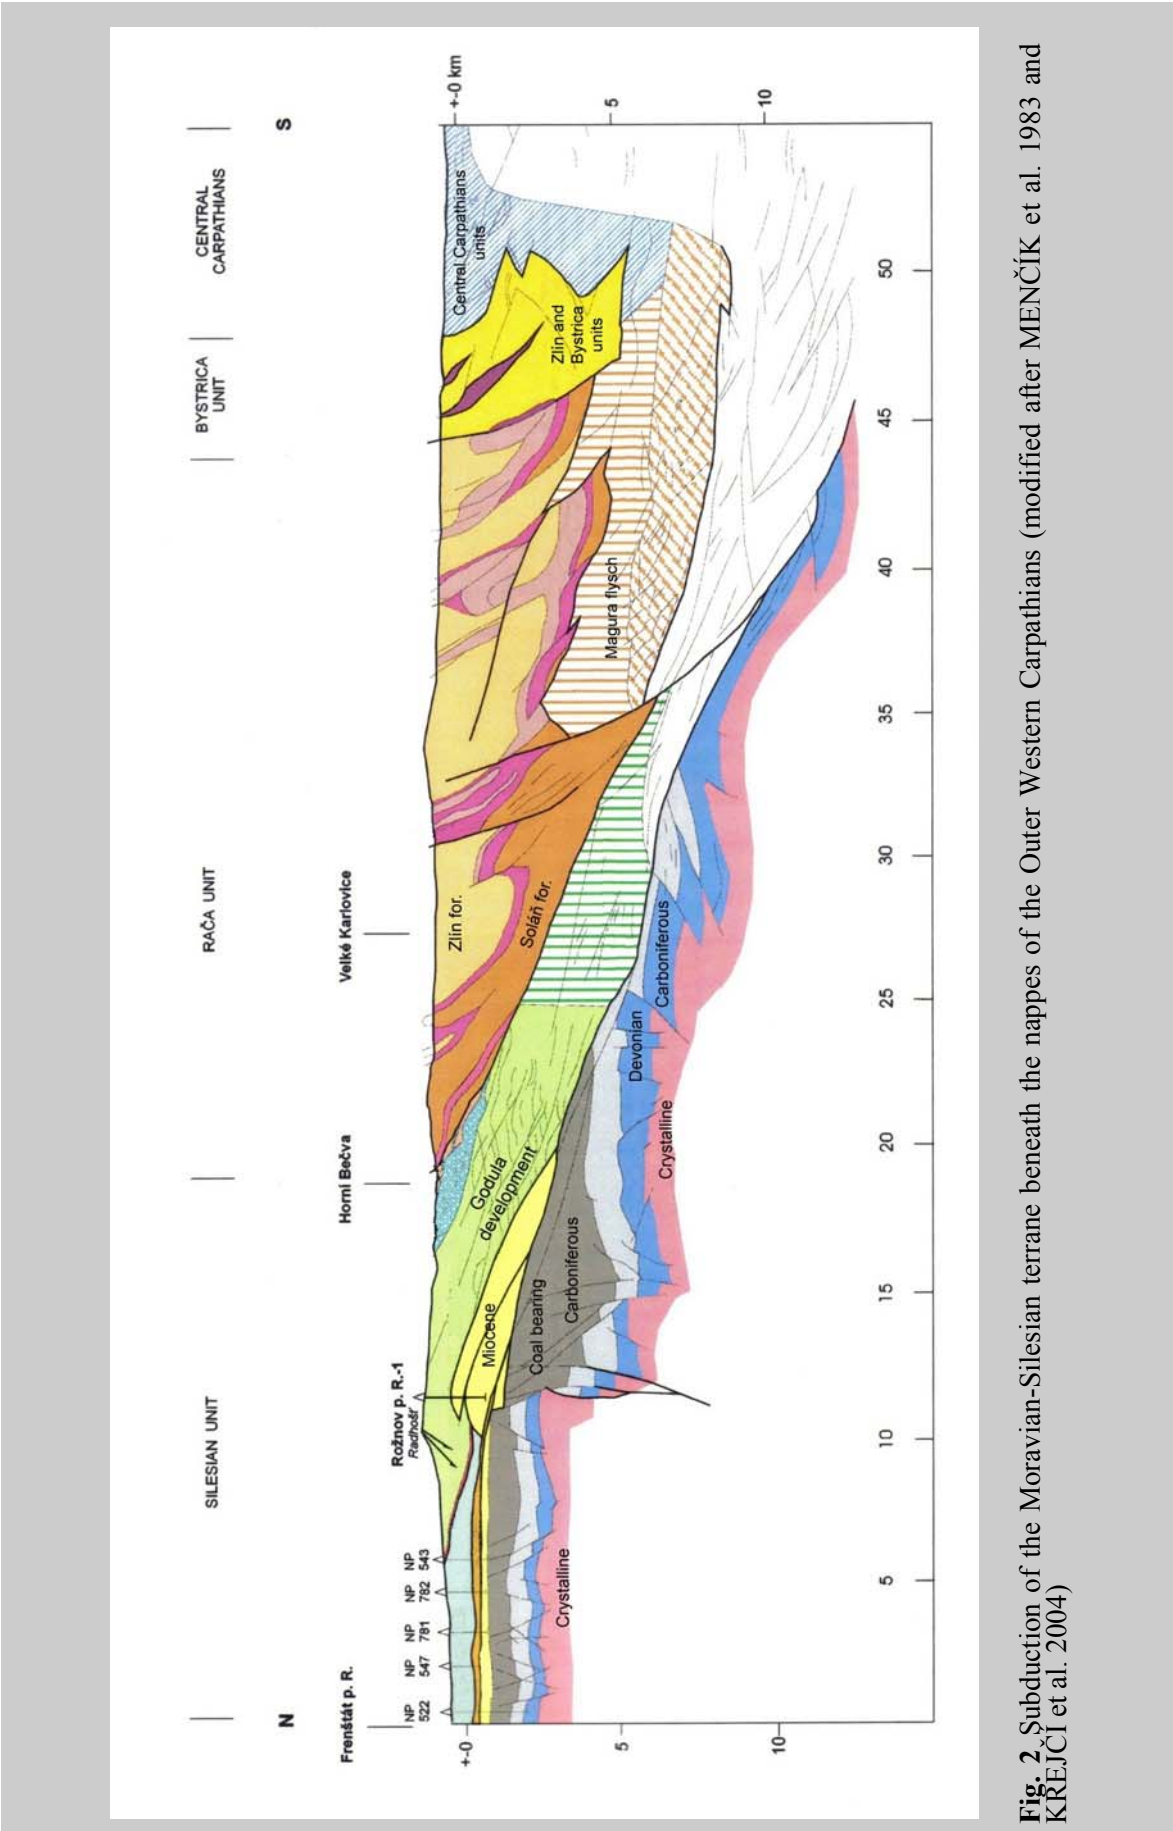 SILESIAN UNIT
RAČA UNIT
BYSTRICA
UNIT
CENTRAL
CARPATHIANS
N
S
Frenštát p. R.
Rožnov p. R.-1
Radhošť
Horní Bečva
Velké Karlovice
NP
522
NP
547
NP
781
NP
782
NP
543
+-0
5
10
+-0 km
5
10
Zlín for.
Soláň for.
Godula
development
Miocene
Coal bearing
Carboniferous
Crystalline
Crystalline
Devonian
Carboniferous
Magura flysch
Zlin and
Bystrica
units
Central Carpathians
units
5
10
15
20
25
30
35
40
45
50
Fig. 2. Subduction of the Moravian-Silesian terrane beneath the nappes of the Outer Western Carpathians (modified after MENČÍK et al. 1983 and
KREJČÍ et al. 2004)